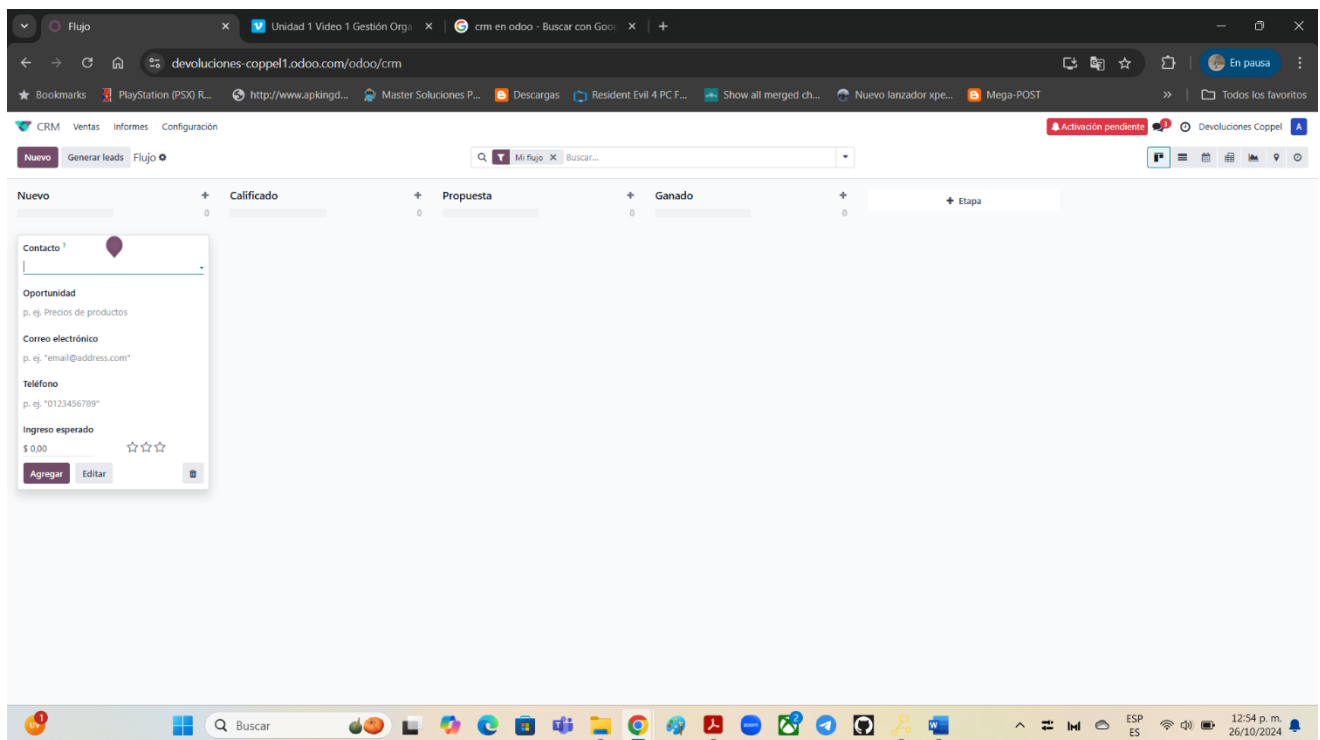 Flujo
Unidad 1 Video 1 Gestión Orga
crm en odoo - Buscar con Goog
devoluciones-coppel1.odoo.com/odoo/crm
En pausa
Bookmarks
PlayStation (PSX) R...
http://www.apkingd...
Master Soluciones P...
Descargas
Resident Evil 4 PC F...
Show all merged ch...
Nuevo lanzador xpe...
Mega-POST
»
Todos los favoritos
CRM Ventas Informes Configuración
Activación pendiente
Devoluciones Coppel A
Nuevo Generar leads Flujo
Mi flujo × Buscar...
Nuevo + Calificado + Propuesta + Ganado + + Etapa
0 0 0 0
Contacto ?
Oportunidad
p. ej. Precios de productos
Correo electrónico
p. ej. "email@address.com"
Teléfono
p. ej. "0123456789"
Ingreso esperado
$ 0,00
Agregar Editar
Buscar
ESP
ES
12:54 p. m.
26/10/2024